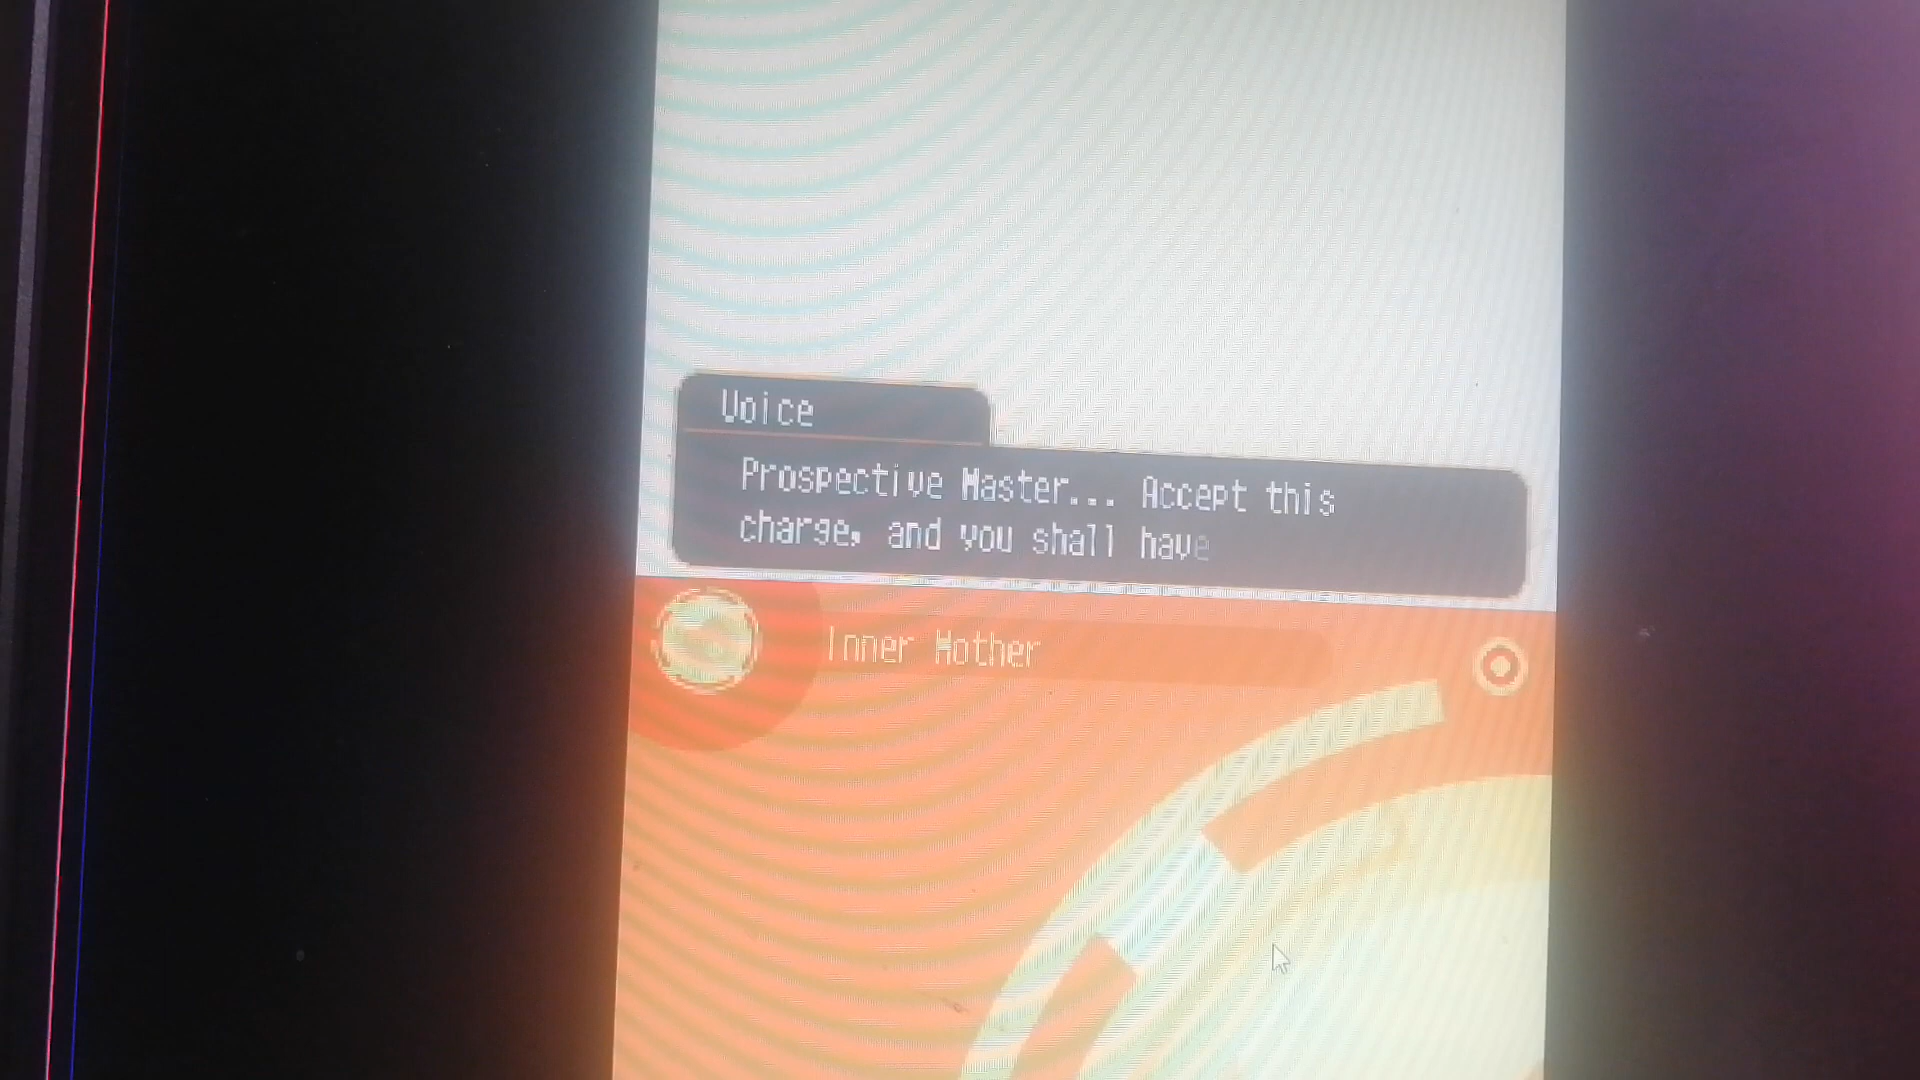 Voice
Prospective Master... Accept this
charge, and you shall have
Inner Mother